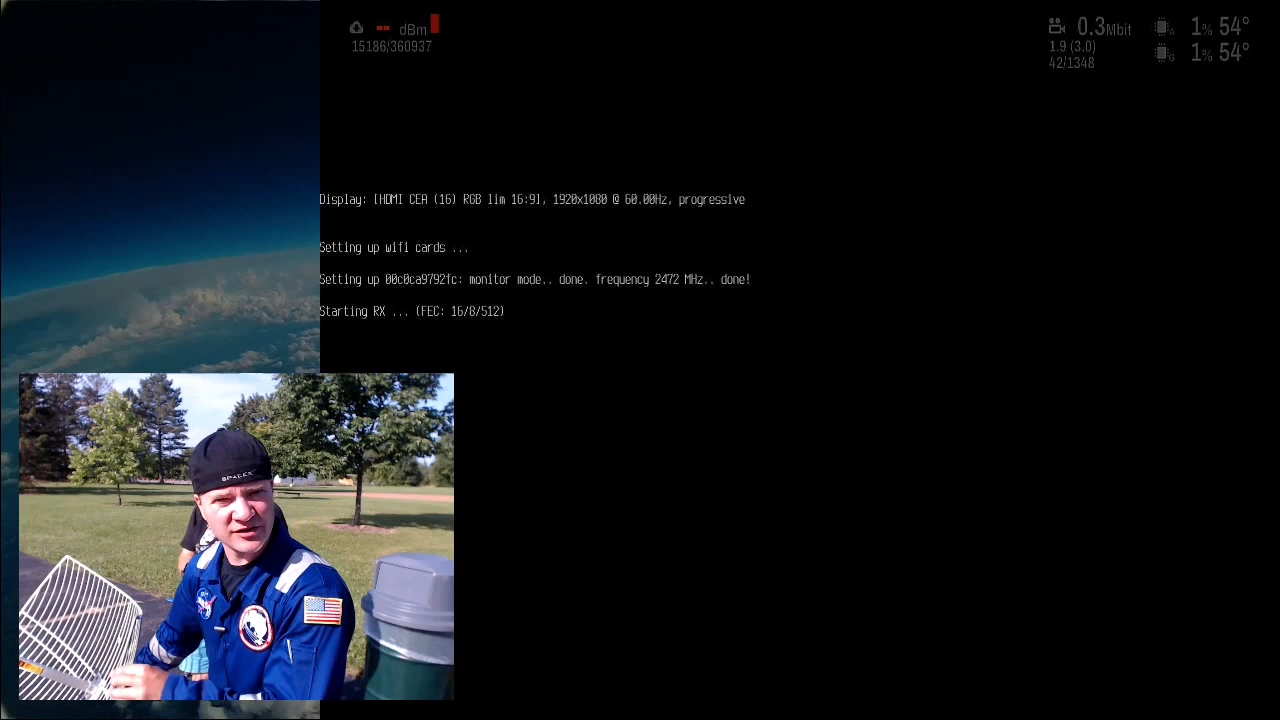 -- dBm
15186/360937
0.3Mbit
1.9 (3.0)
42/1348
A 1% 54°
G 1% 54°
Display: [HDMI CEA (16) RGB lim 16:9], 1920x1080 @ 60.00Hz, progressive
Setting up wifi cards ...
Setting up 00c0ca9792fc: monitor mode.. done. frequency 2472 MHz.. done!
Starting RX ... (FEC: 16/8/512)
SPACEX